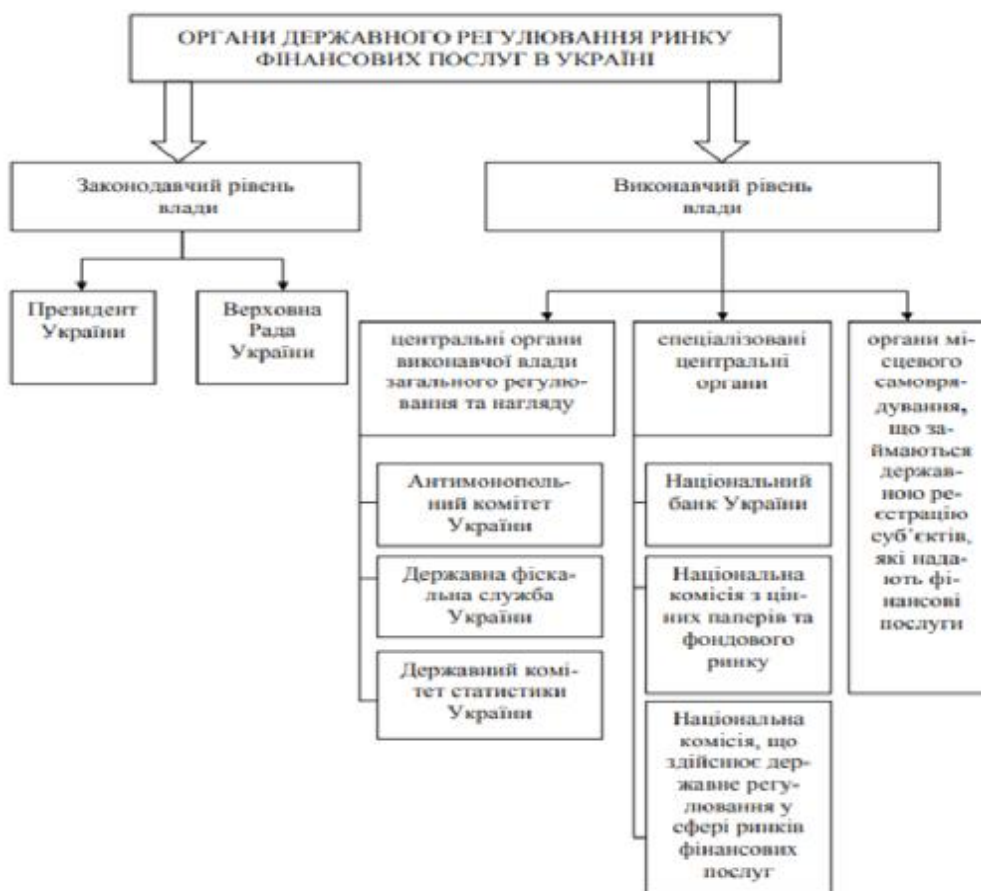 ОРГАНИ ДЕРЖАВНОГО РЕГУЛЮВАННЯ РИНКУ
ФІНАНСОВИХ ПОСЛУГ В УКРАЇНІ
Законодавчий рівень
влади
Виконавчий рівень
влади
Президент
України
Верховна
Рада
України
центральні органи
виконавчої влади
загального регулю-
вання та нагляду
Антимонополь-
ний комітет
України
Державна фіска-
льна служба
України
Державний комі-
тет статистики
України
спеціалізовані
центральні
органи
Національний
банк України
Національна
комісія з цін-
них паперів та
фондового
ринку
Національна
комісія, що
здійснює дер-
жавне регу-
лювання у
сфері ринків
фінансових
послуг
органи мі-
сцевого
самовря-
дування,
що за-
ймаються
держав-
ною ре-
єстрацію
суб´єктів,
які нада-
ють фі-
нансові
послуги